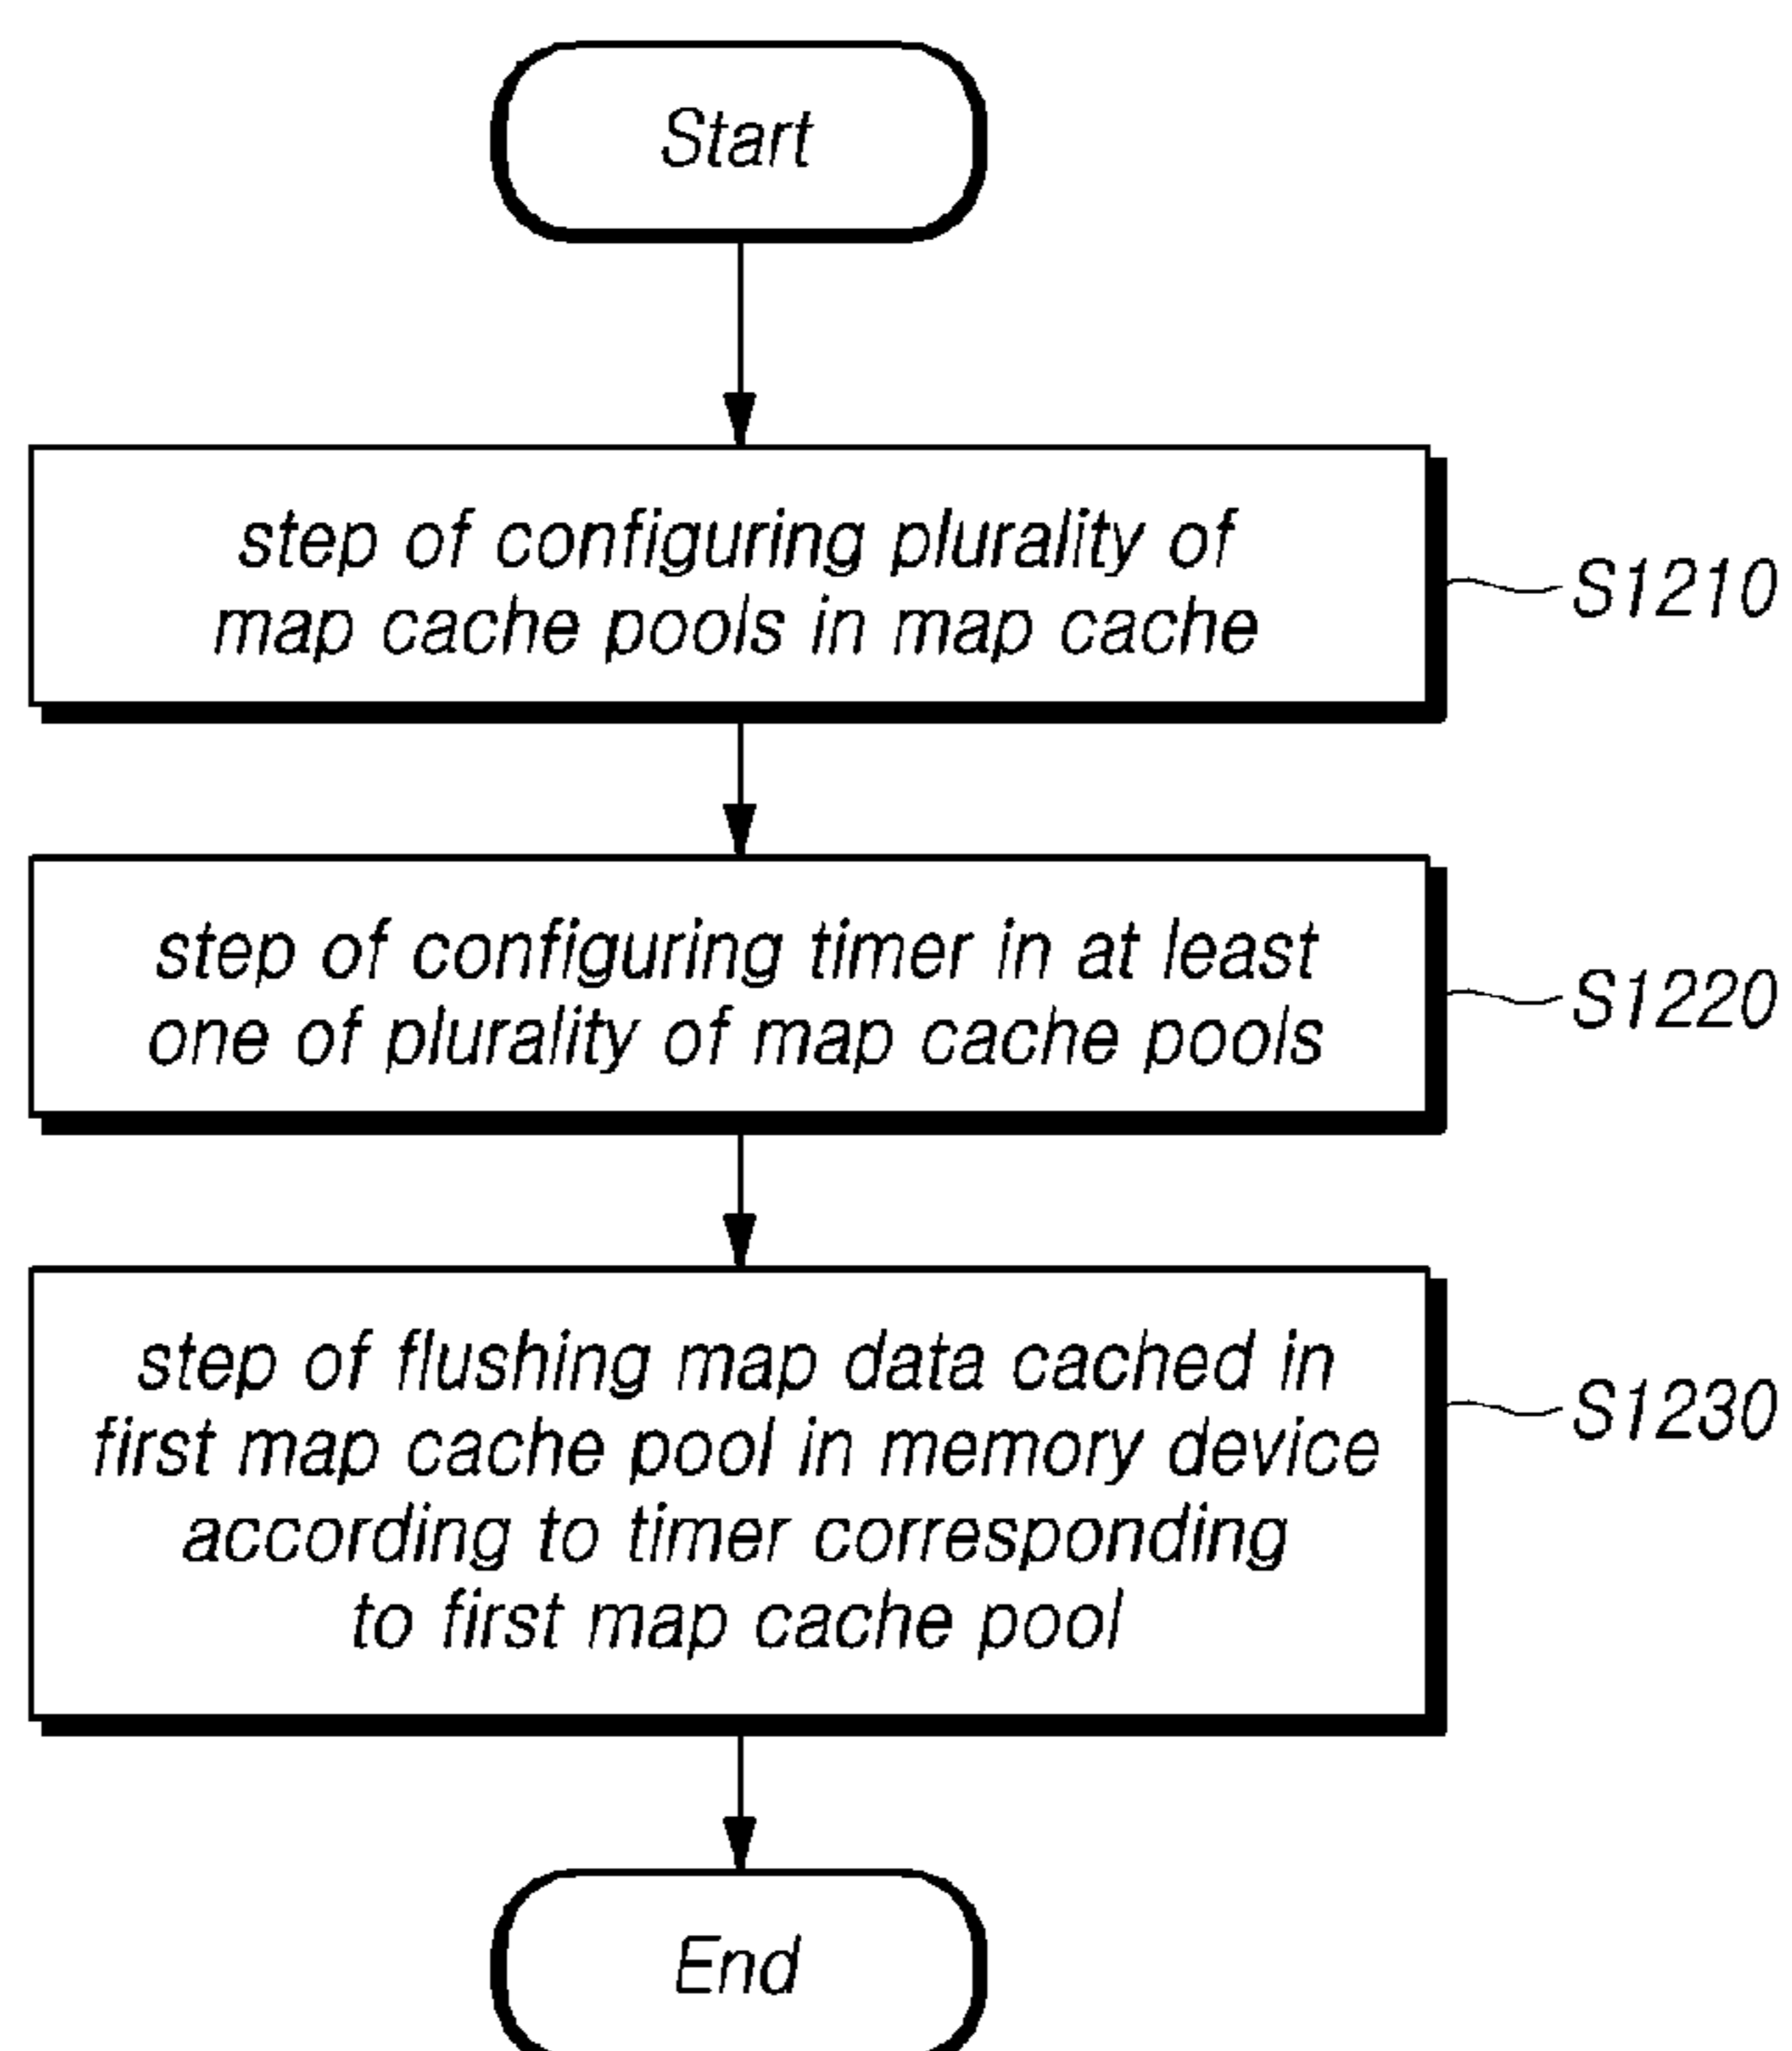 Start
step of configuring plurality of
map cache pools in map cache
S1210
step of configuring timer in at least
one of plurality of map cache pools
S1220
step of flushing map data cached in
first map cache pool in memory device
according to timer corresponding
to first map cache pool
S1230
End